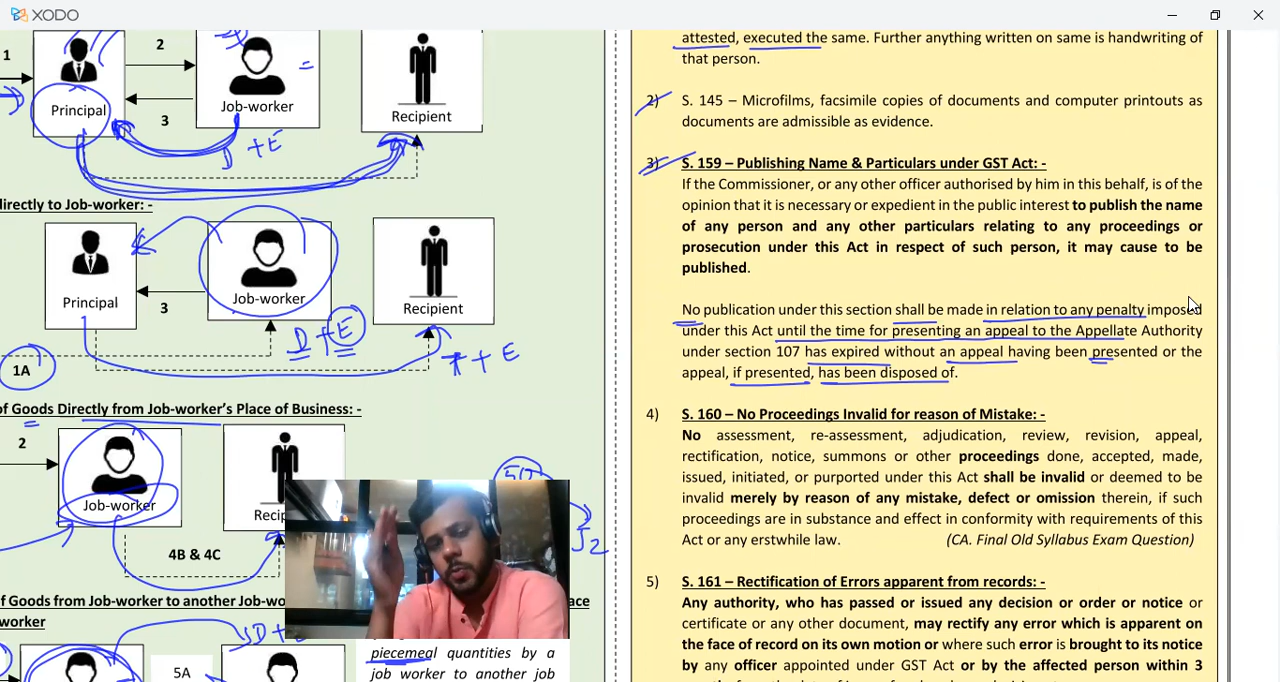 XODO
1
2
=
Principal
Job-worker
Recipient
3
D + E
directly to Job-worker: -
Principal
3
Job-worker
Recipient
D + E
1A
+ E
of Goods Directly from Job-worker's Place of Business: -
2
Job-worker
Recip
4B & 4C
2
of Goods from Job-worker to another Job-wo
ace
worker
5A
piecemeal quantities by a
job worker to another job
attested, executed the same. Further anything written on same is handwriting of
that person.
2) S. 145 – Microfilms, facsimile copies of documents and computer printouts as
documents are admissible as evidence.
3) S. 159 – Publishing Name & Particulars under GST Act: -
If the Commissioner, or any other officer authorised by him in this behalf, is of the
opinion that it is necessary or expedient in the public interest to publish the name
of any person and any other particulars relating to any proceedings or
prosecution under this Act in respect of such person, it may cause to be
published.
No publication under this section shall be made in relation to any penalty imposed
under this Act until the time for presenting an appeal to the Appellate Authority
under section 107 has expired without an appeal having been presented or the
appeal, if presented, has been disposed of.
4) S. 160 – No Proceedings Invalid for reason of Mistake: -
No assessment, re-assessment, adjudication, review, revision, appeal,
rectification, notice, summons or other proceedings done, accepted, made,
issued, initiated, or purported under this Act shall be invalid or deemed to be
invalid merely by reason of any mistake, defect or omission therein, if such
proceedings are in substance and effect in conformity with requirements of this
Act or any erstwhile law. (CA. Final Old Syllabus Exam Question)
5) S. 161 – Rectification of Errors apparent from records: -
Any authority, who has passed or issued any decision or order or notice or
certificate or any other document, may rectify any error which is apparent on
the face of record on its own motion or where such error is brought to its notice
by any officer appointed under GST Act or by the affected person within 3